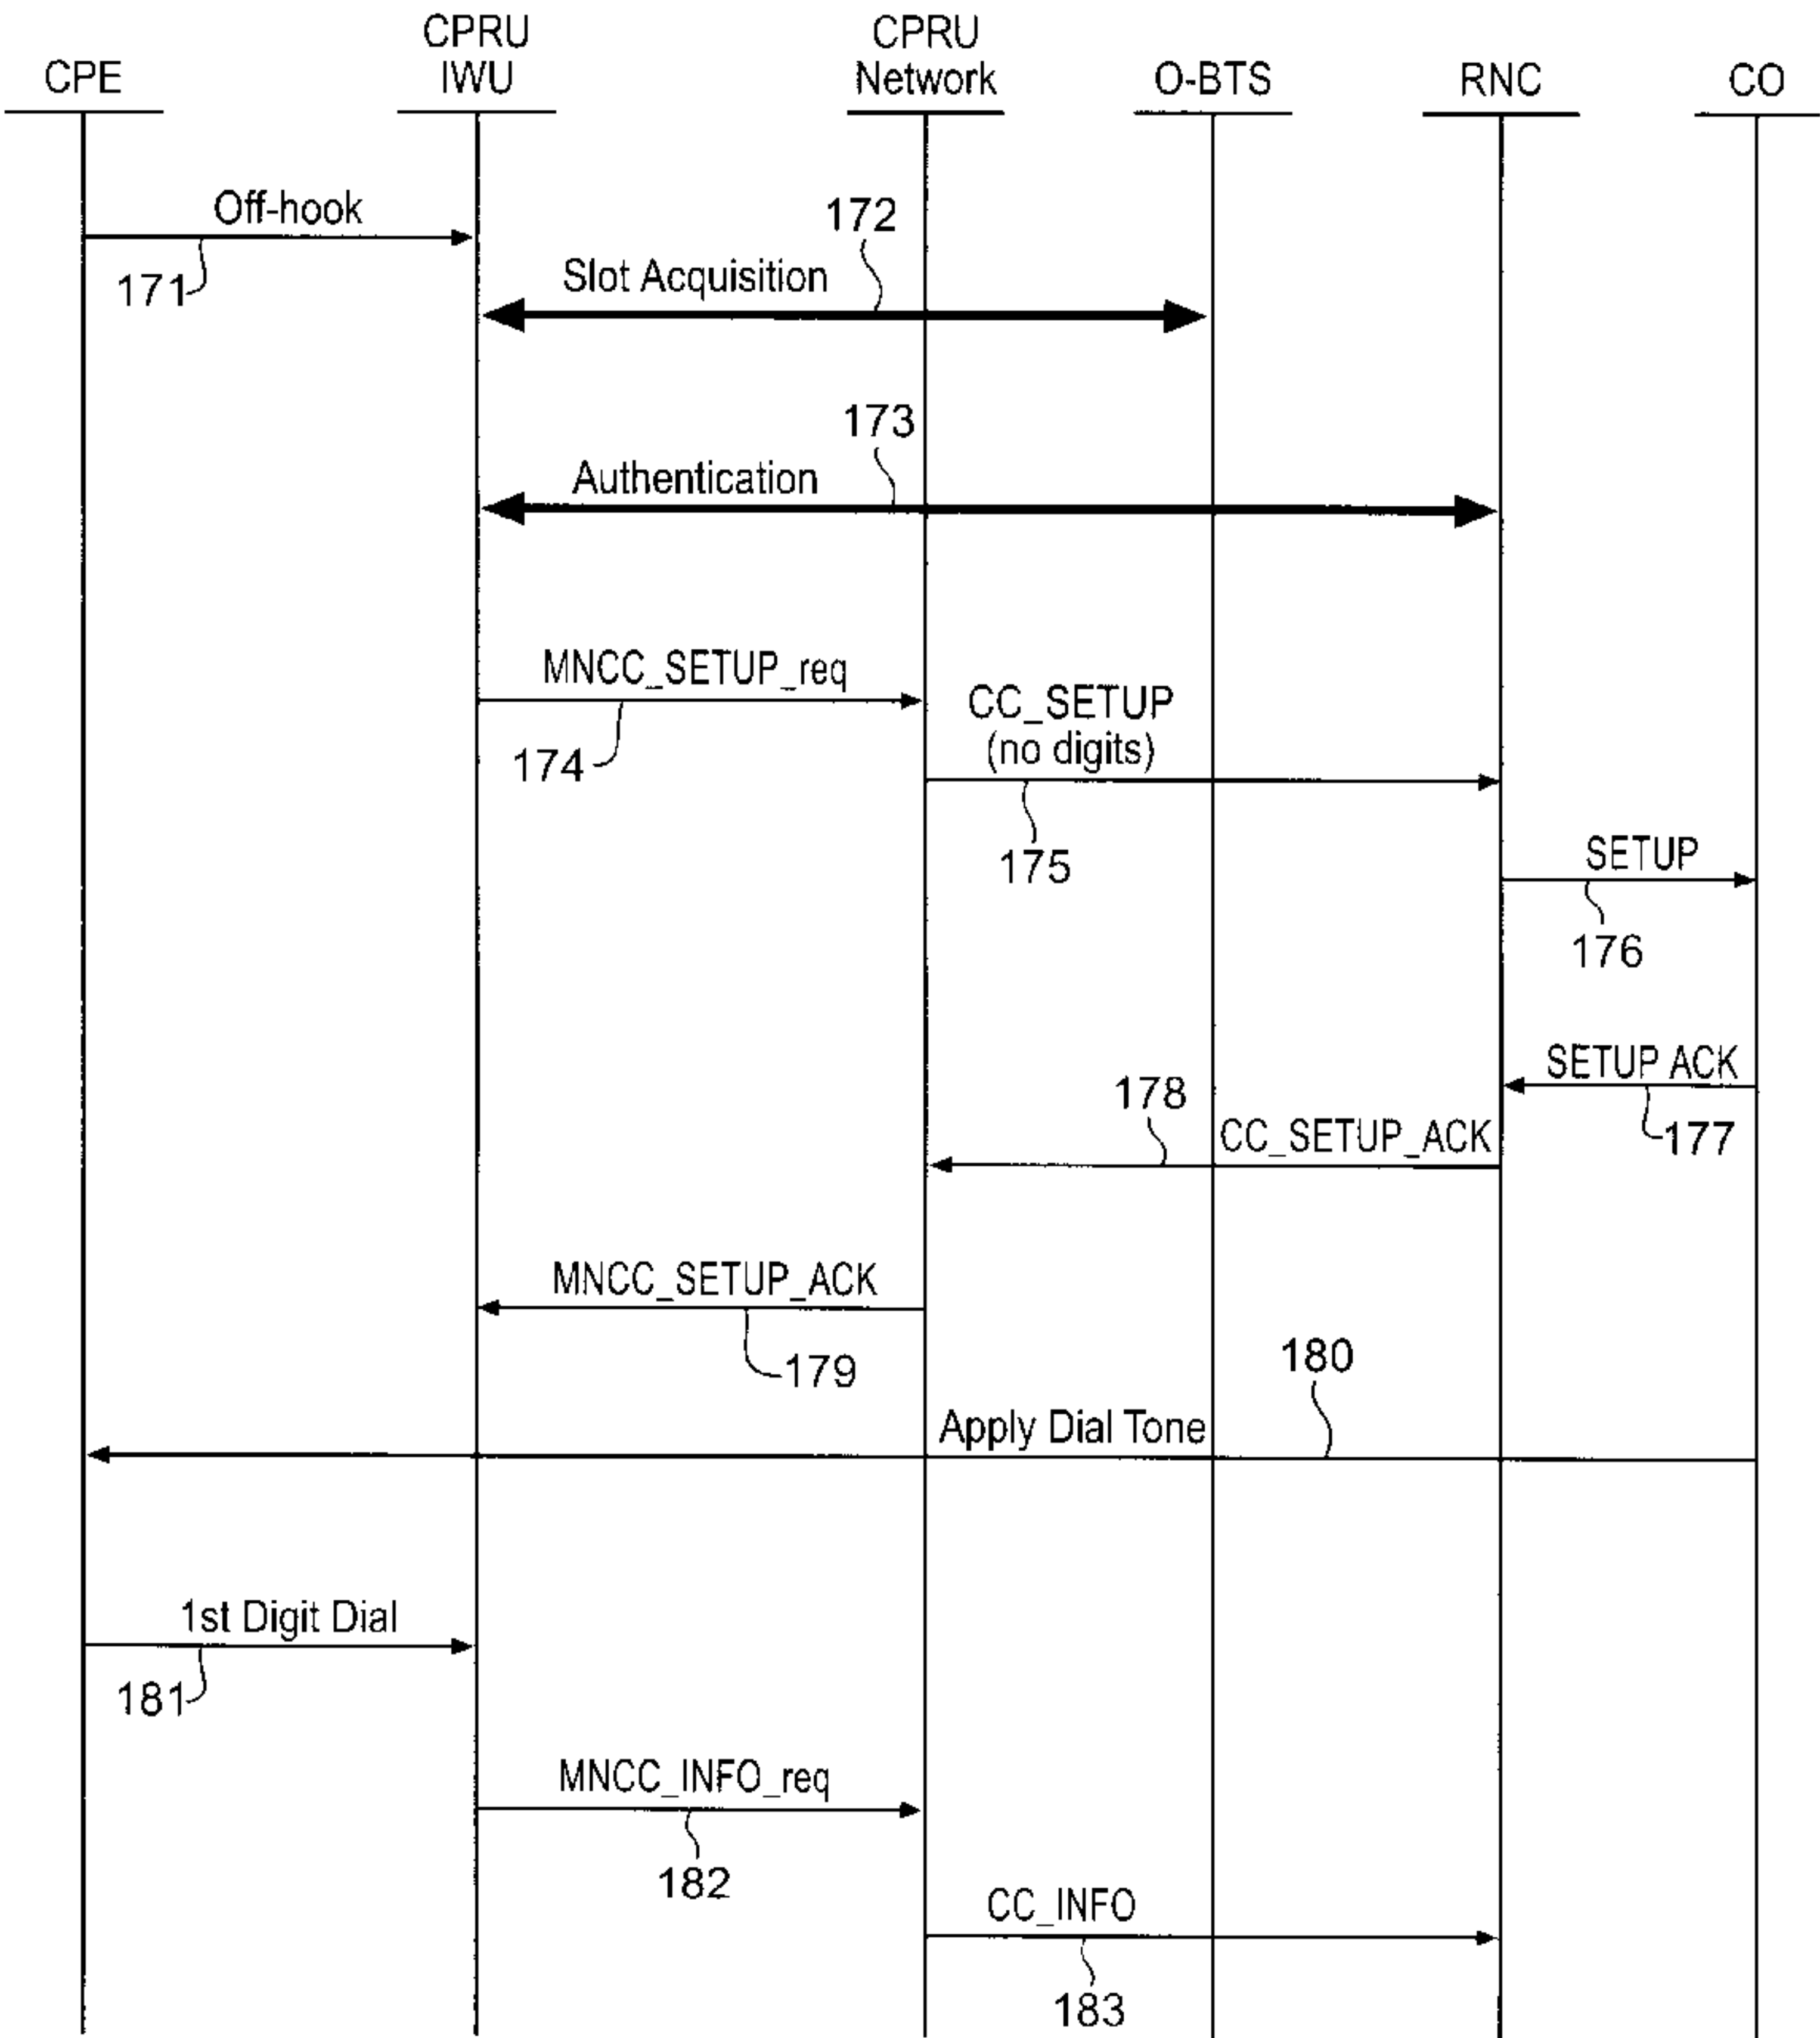 CPE
CPRU
IWU
CPRU
Network
O-BTS
RNC
CO
Off-hook
171
172
Slot Acquisition
173
Authentication
MNCC_SETUP_req
174
CC_SETUP
(no digits)
175
SETUP
176
SETUP ACK
177
178
CC_SETUP_ACK
MNCC_SETUP_ACK
179
180
Apply Dial Tone
1st Digit Dial
181
MNCC_INFO_req
182
CC_INFO
183